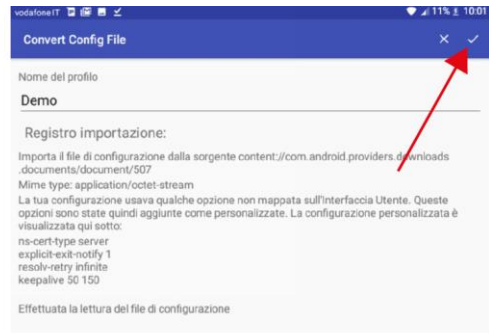 vodafone IT 11% 10:01
Convert Config File
Nome del profilo
Demo
Registro importazione:
Importa il file di configurazione dalla sorgente content://com.android.providers.downloads
.documents/document/507
Mime type: application/octet-stream
La tua configurazione usava qualche opzione non mappata sull'Interfaccia Utente. Queste
opzioni sono state quindi aggiunte come personalizzate. La configurazione personalizzata è
visualizzata qui sotto:
ns-cert-type server
explicit-exit-notify 1
resolv-retry infinite
keepalive 50 150
Effettuata la lettura del file di configurazione